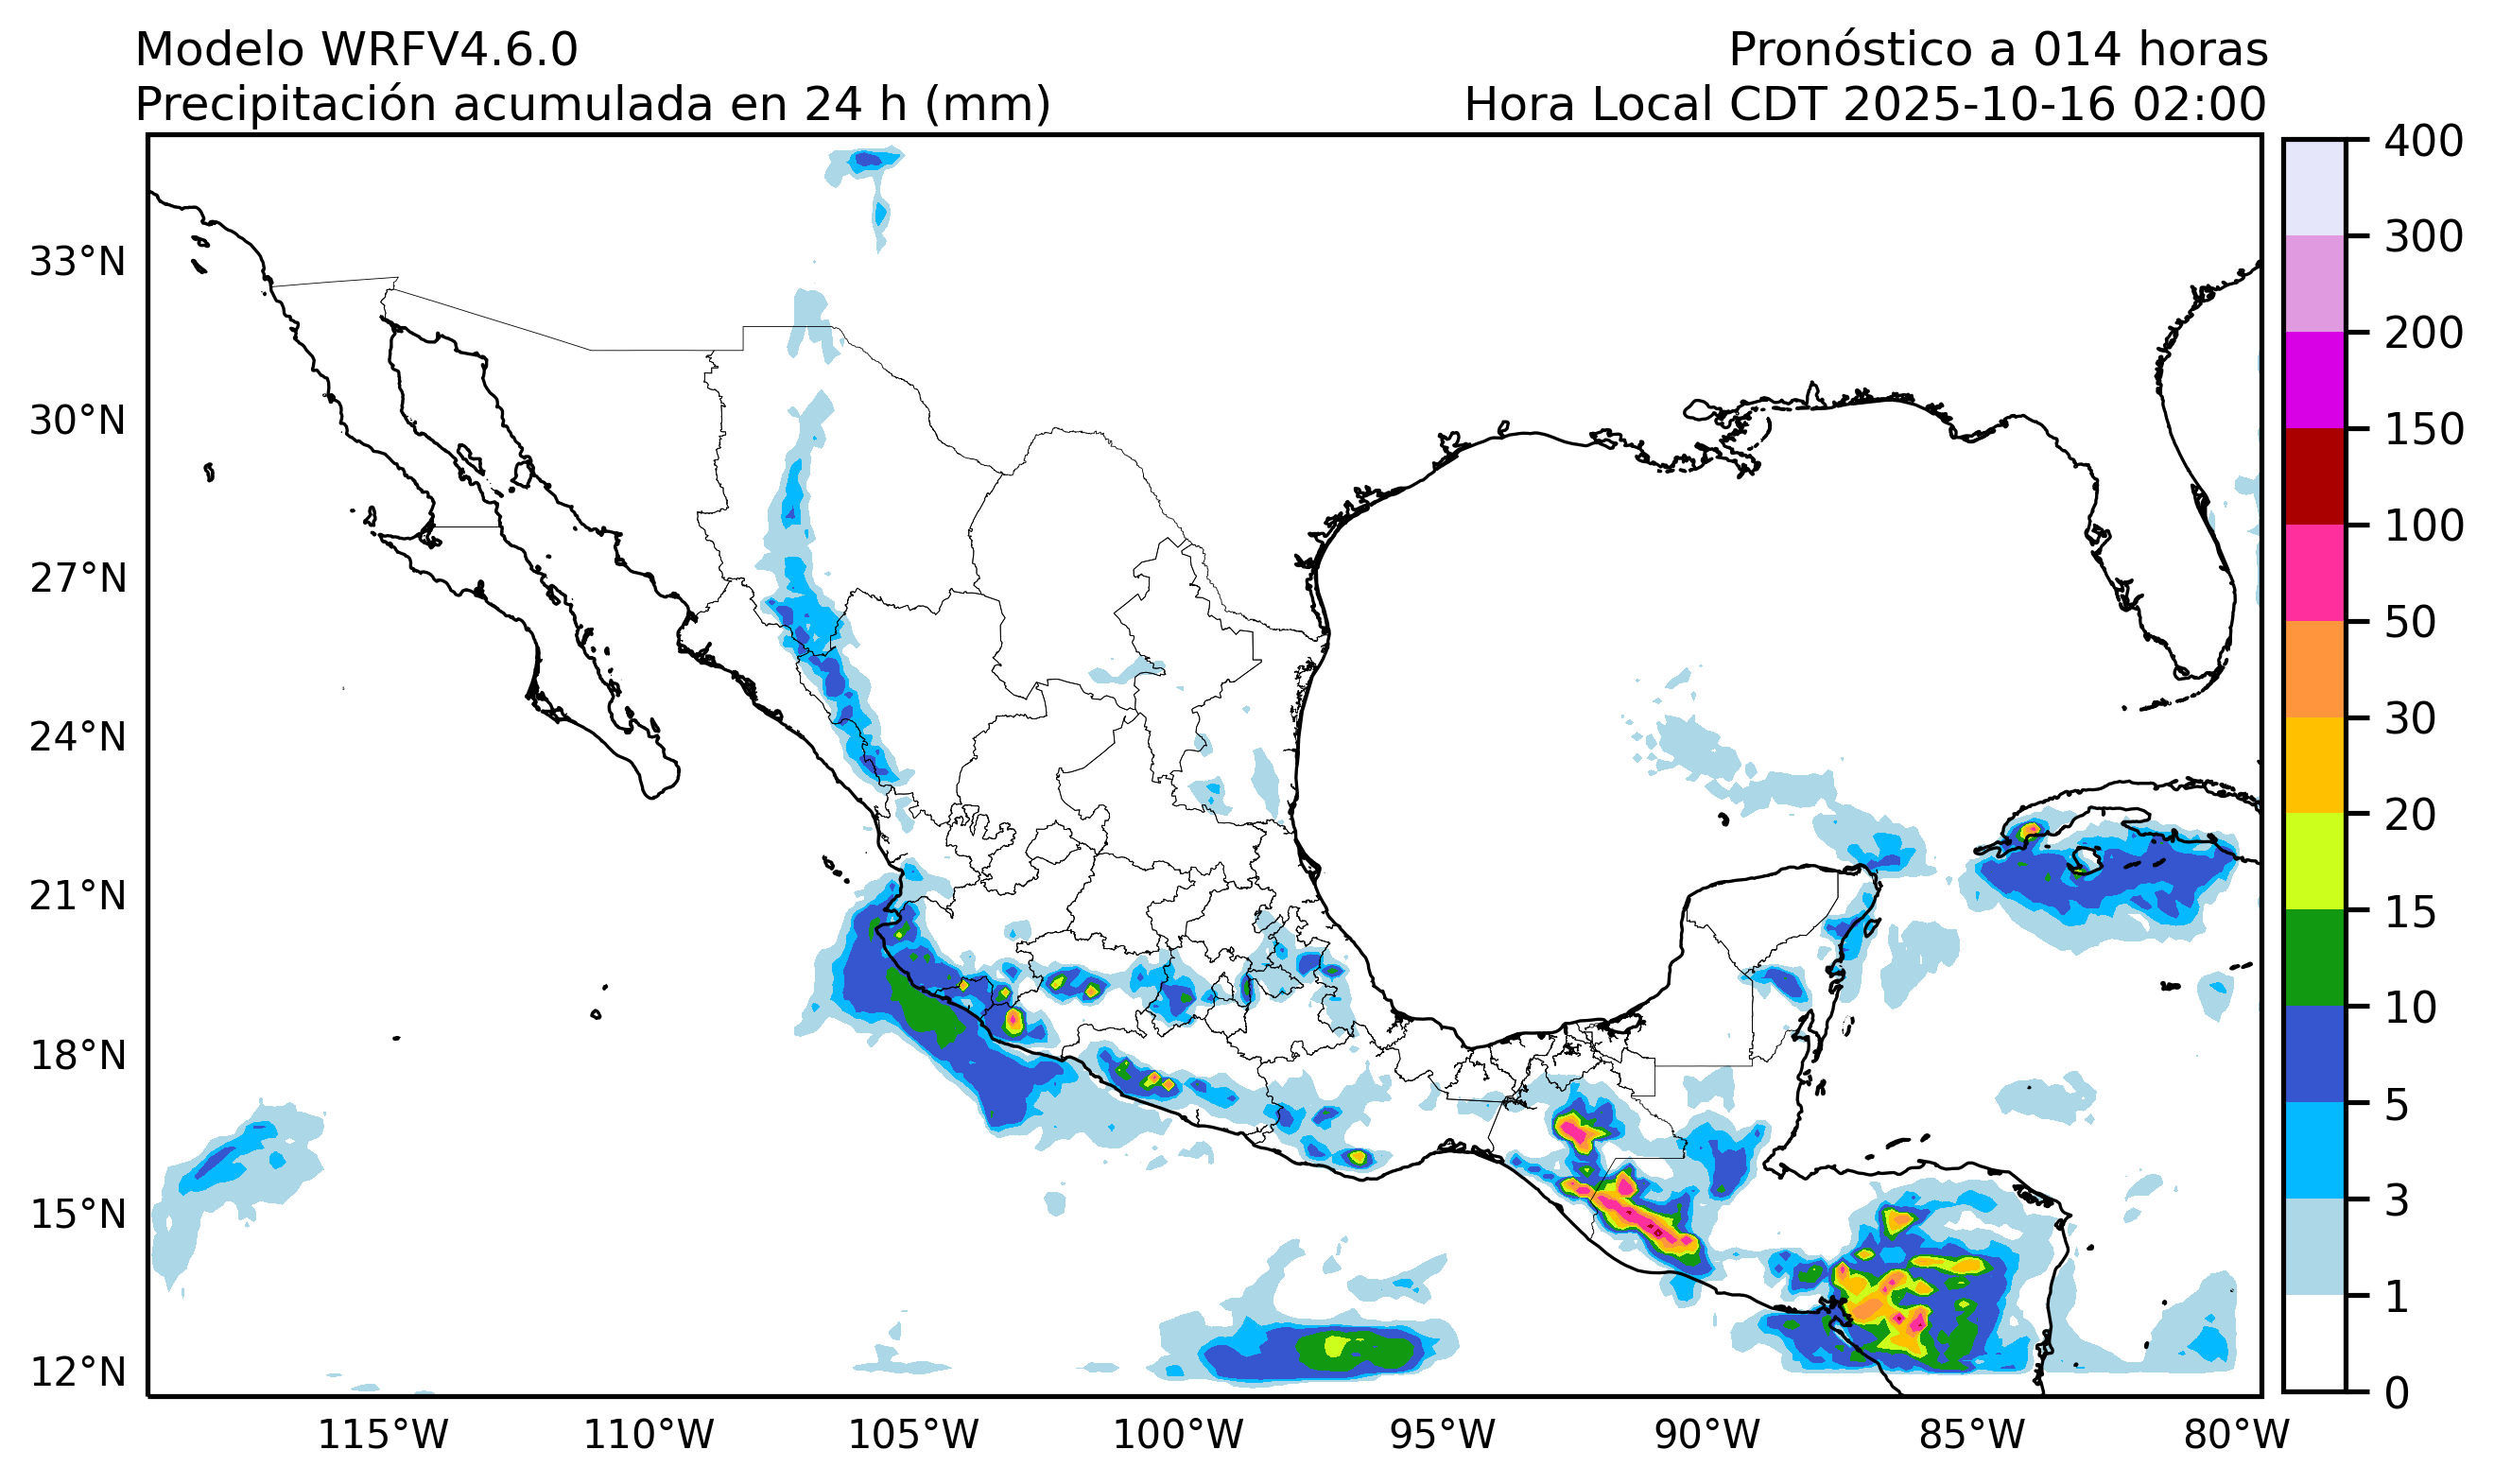 Modelo WRFV4.6.0
Pronóstico a 014 horas
Precipitación acumulada en 24 h (mm)
Hora Local CDT 2025-10-16 02:00
33°N
30°N
27°N
24°N
21°N
18°N
15°N
12°N
115°W
110°W
105°W
100°W
95°W
90°W
85°W
80°W
400
300
200
150
100
50
30
20
15
10
5
3
1
0